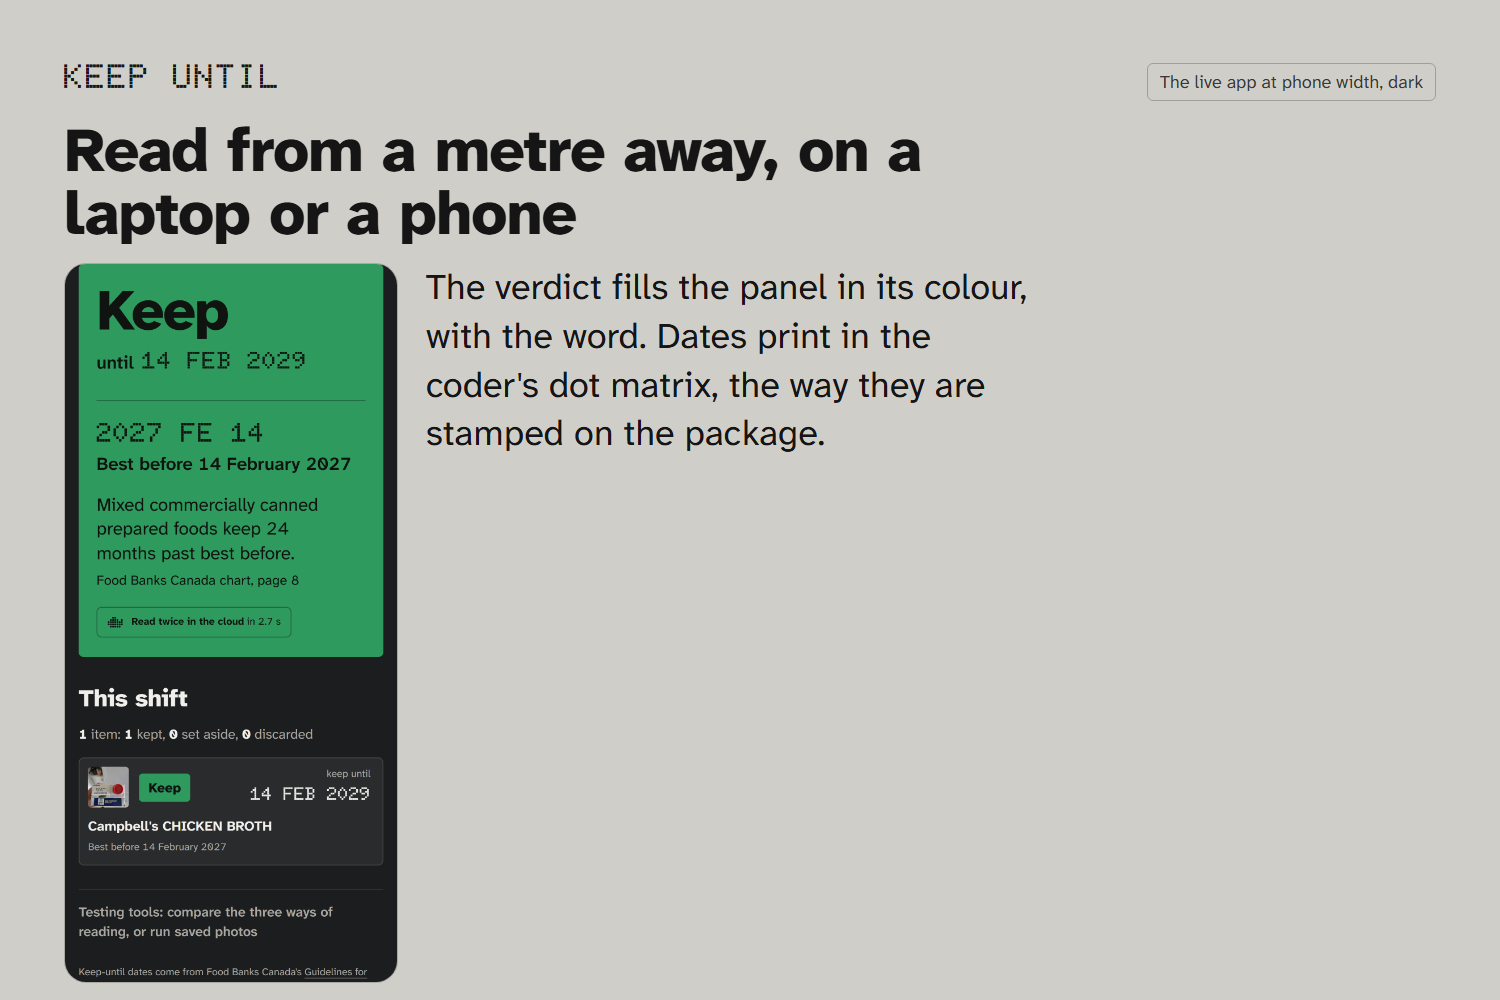 KEEP UNTIL
The live app at phone width, dark
Read from a metre away, on a
laptop or a phone
Keep
until 14 FEB 2029
2027 FE 14
Best before 14 February 2027
Mixed commercially canned
prepared foods keep 24
months past best before.
Food Banks Canada chart, page 8
Read twice in the cloud in 2.7 s
This shift
1 item: 1 kept, 0 set aside, 0 discarded
Keep
keep until
14 FEB 2029
Campbell's CHICKEN BROTH
Best before 14 February 2027
Testing tools: compare the three ways of
reading, or run saved photos
Keep-until dates come from Food Banks Canada's Guidelines for
The verdict fills the panel in its colour,
with the word. Dates print in the
coder's dot matrix, the way they are
stamped on the package.